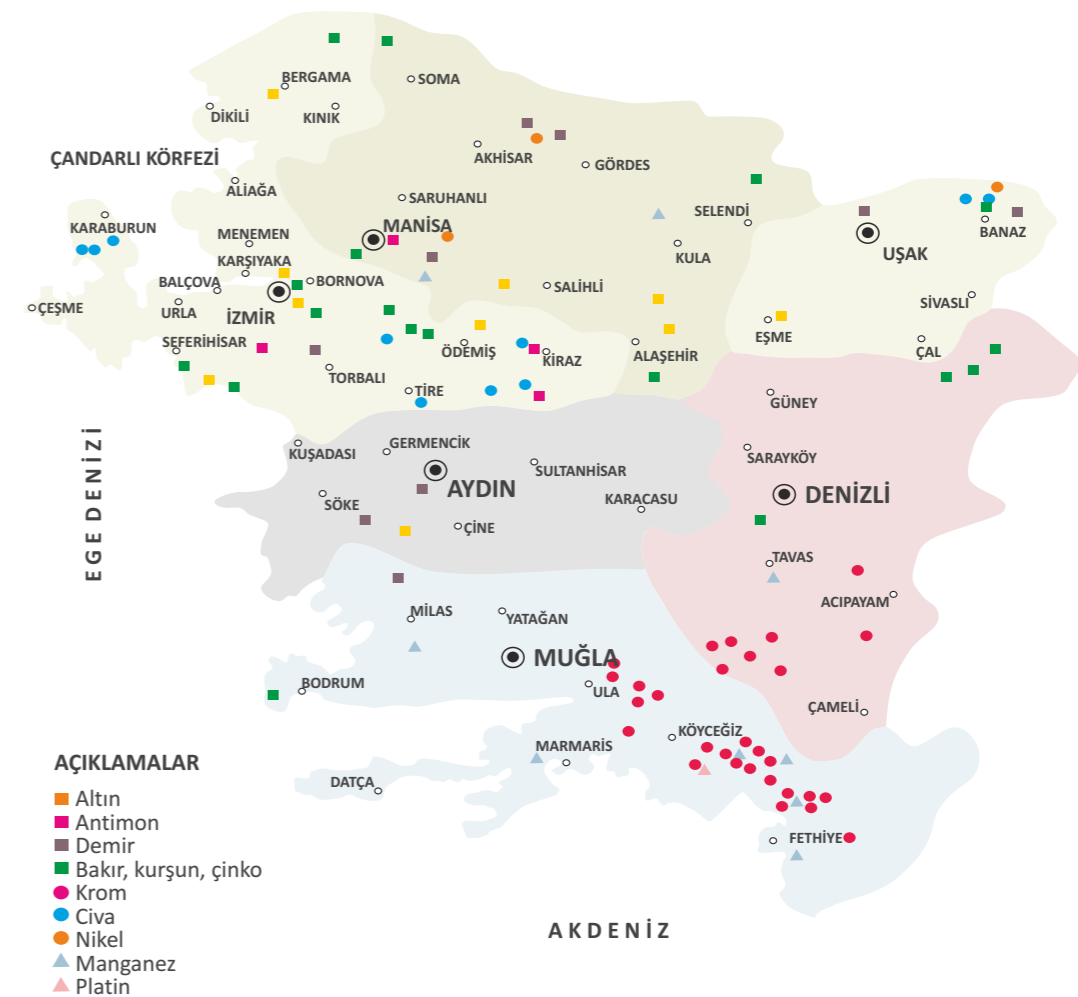 BERGAMA
SOMA
DİKİLİ
KINIK
ÇANDARLI KÖRFEZİ
AKHİSAR
GÖRDES
ALİAĞA
SARUHANLI
SELENDİ
KARABURUN
MANİSA
BANAZ
MENEMEN
KULA
UŞAK
KARŞIYAKA
BALÇOVA
BORNOVA
SALİHLİ
SİVASLI
ÇEŞME
URLA
İZMİR
EŞME
SEFERİHİSAR
ÖDEMİŞ
KİRAZ
ALAŞEHİR
ÇAL
TORBALI
TİRE
GÜNEY
EGE DENİZİ
KUŞADASI
GERMENCİK
SULTANHİSAR
SARAYKÖY
AYDIN
KARACASU
DENİZLİ
SÖKE
ÇİNE
TAVAS
ACIPAYAM
MİLAS
YATAĞAN
MUĞLA
BODRUM
ULA
ÇAMELİ
KÖYCEĞİZ
MARMARİS
DATÇA
FETHİYE
AKDENİZ
AÇIKLAMALAR
Altın
Antimon
Demir
Bakır, kurşun, çinko
Krom
Civa
Nikel
Manganez
Platin